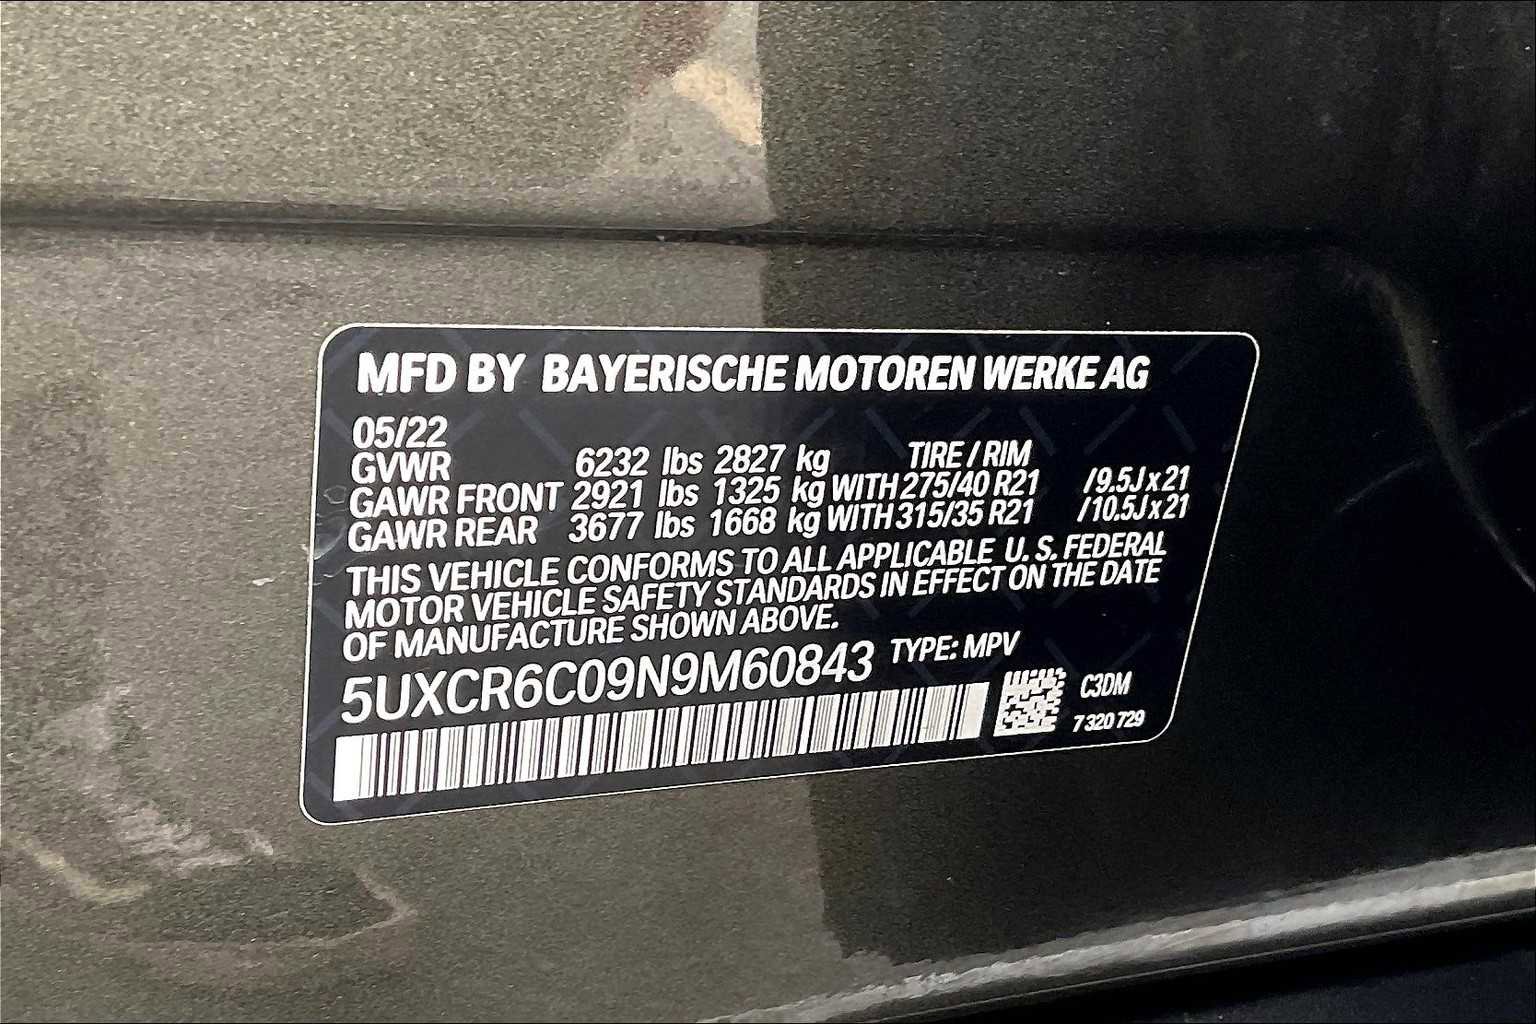 MFD BY BAYERISCHE MOTOREN WERKE AG
05/22
GVWR 6232 lbs 2827 kg TIRE / RIM
GAWR FRONT 2921 lbs 1325 kg WITH 275/40 R21 /9.5J x 21
GAWR REAR 3677 lbs 1668 kg WITH 315/35 R21 /10.5J x 21
THIS VEHICLE CONFORMS TO ALL APPLICABLE U. S. FEDERAL
MOTOR VEHICLE SAFETY STANDARDS IN EFFECT ON THE DATE
OF MANUFACTURE SHOWN ABOVE.
5UXCR6C09N9M60843 TYPE: MPV
C3DM
7 320 729